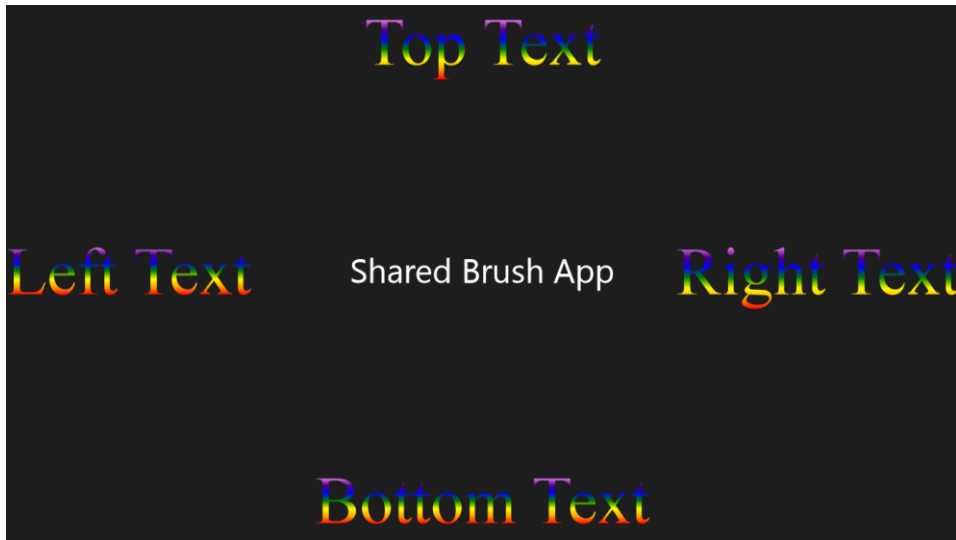 Top Text
Left Text
Shared Brush App
Right Text
Bottom Text